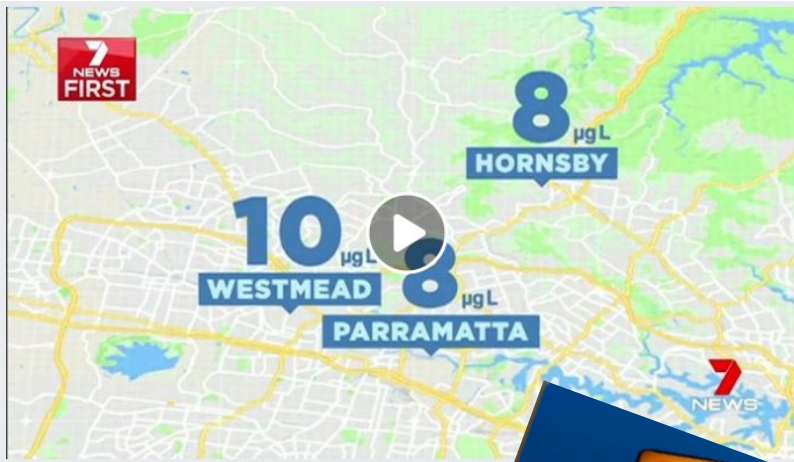 7
NEWS
FIRST
8
µg L
HORNSBY
10
µg L
WESTMEAD
8
µg L
PARRAMATTA
7
NEWS